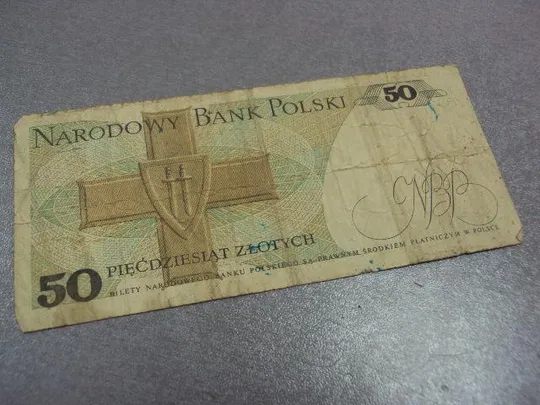 NARODOWY BANK POLSKI
50
NBP
PIĘĆDZIESIĄT ZŁOTYCH
50
BILETY NARODOWEGO BANKU POLSKIEGO SĄ PRAWNYM ŚRODKIEM PŁATNICZYM W POLSCE